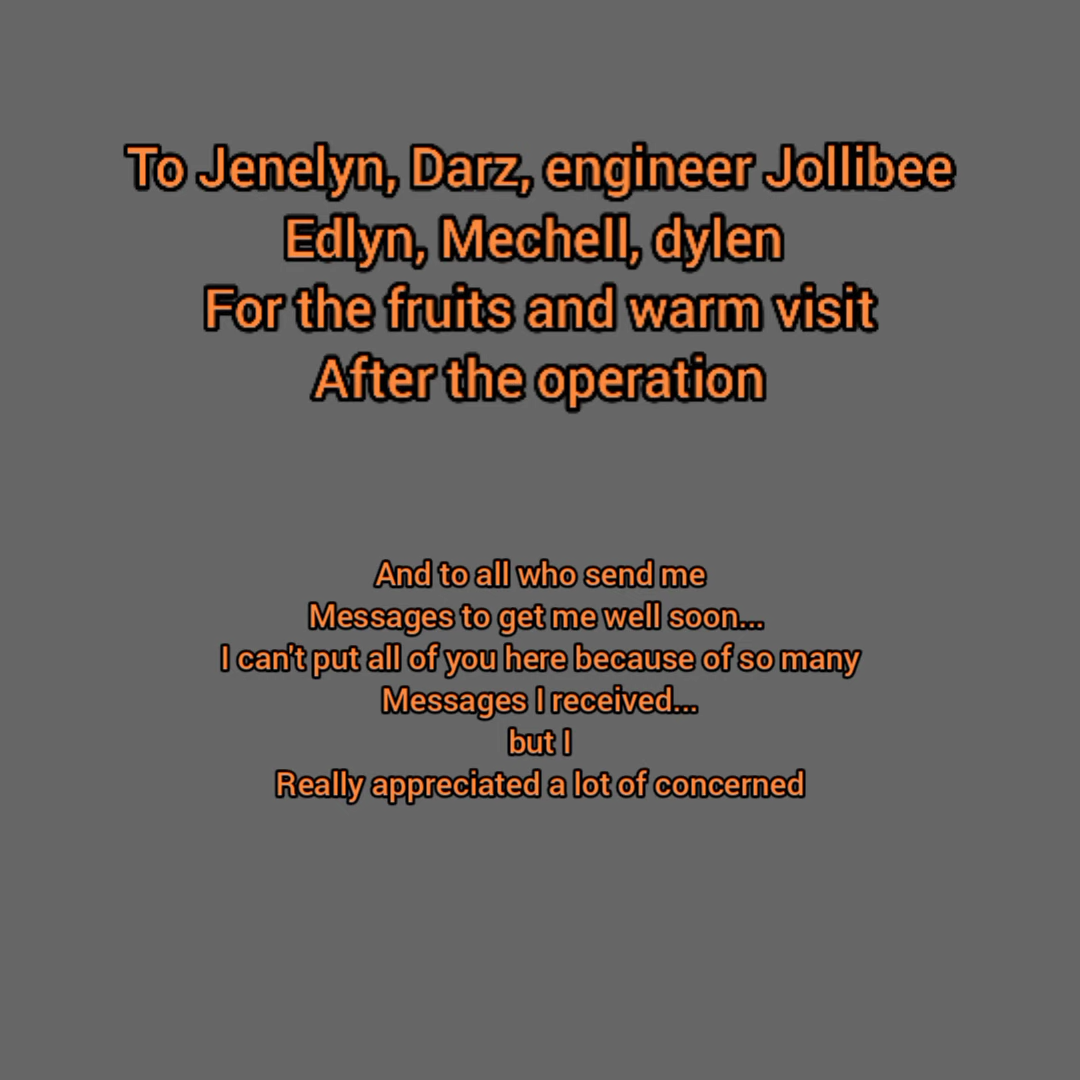 To Jenelyn, Darz, engineer Jollibee
Edlyn, Mechell, dylen
For the fruits and warm visit
After the operation
And to all who send me
Messages to get me well soon...
I can't put all of you here because of so many
Messages I received...
but I
Really appreciated a lot of concerned